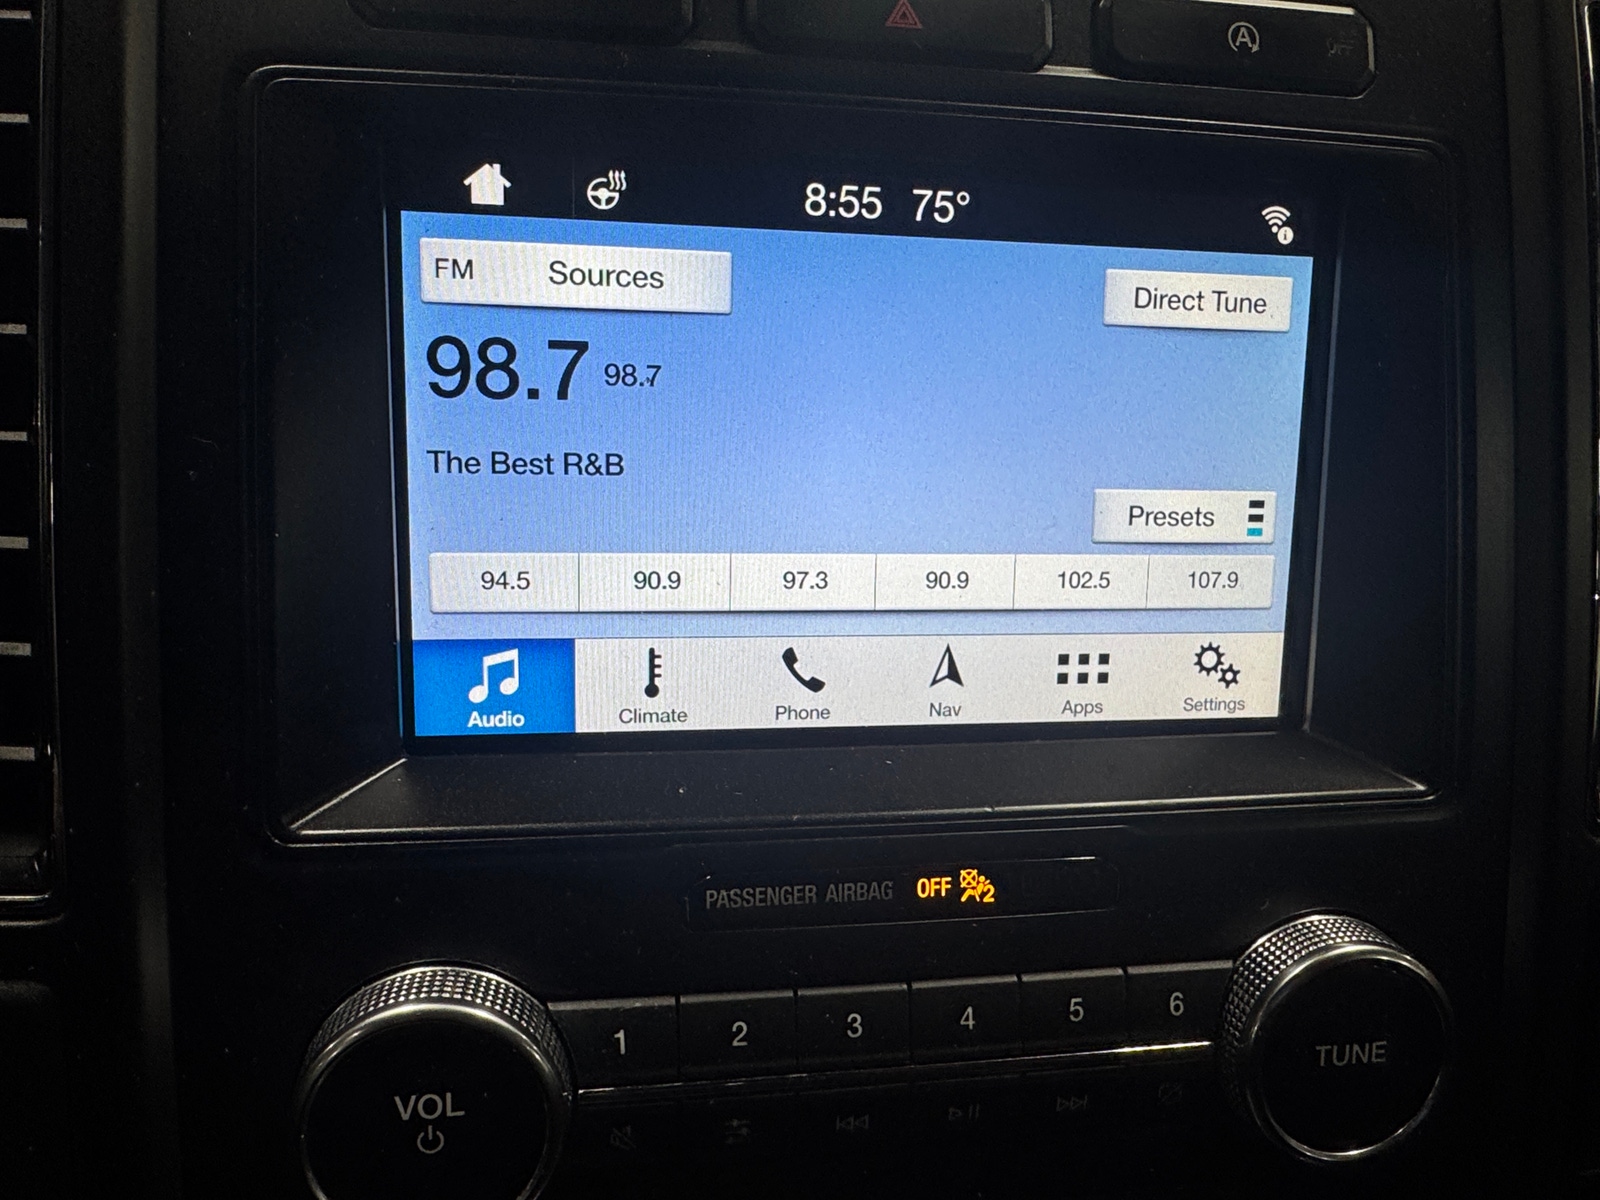 A OFF
8:55 75°
FM Sources
Direct Tune
98.7 98.7
The Best R&B
Presets
94.5 90.9 97.3 90.9 102.5 107.9
Audio Climate Phone Nav Apps Settings
PASSENGER AIRBAG OFF 2
1 2 3 4 5 6
VOL
TUNE